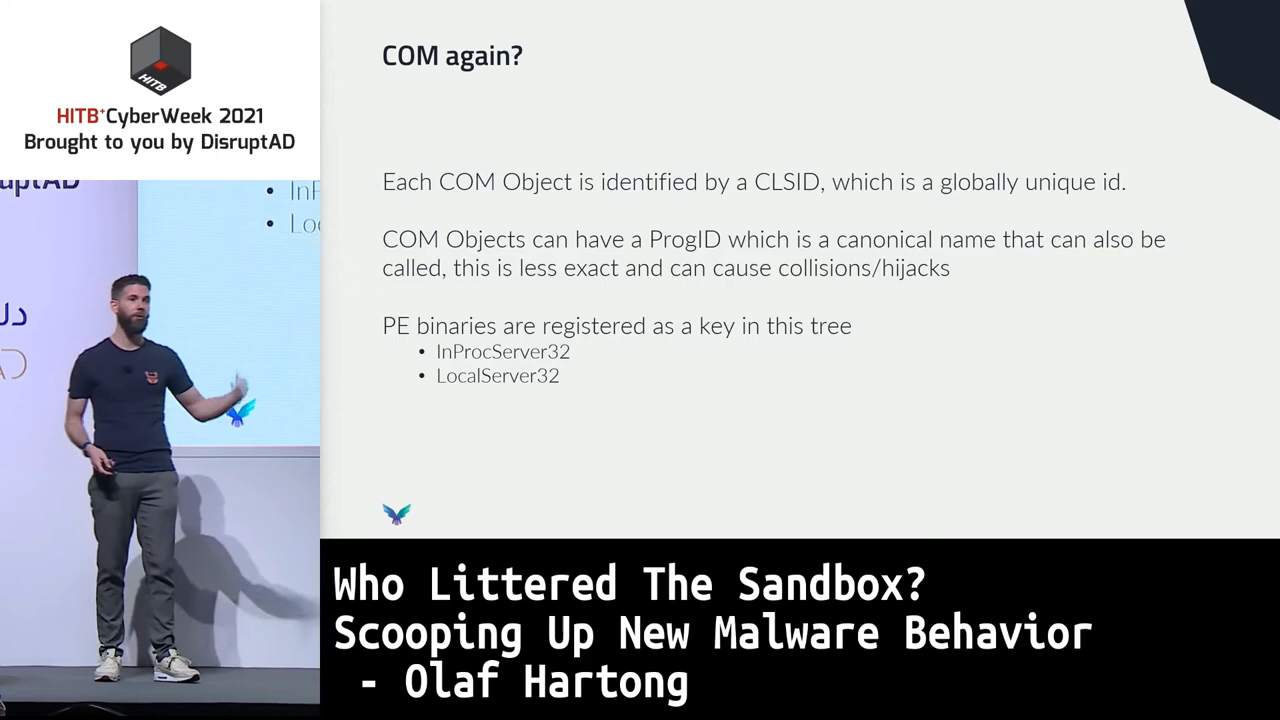 HITB
HITB+CyberWeek 2021
Brought to you by DisruptAD
COM again?
Each COM Object is identified by a CLSID, which is a globally unique id.
COM Objects can have a ProgID which is a canonical name that can also be
called, this is less exact and can cause collisions/hijacks
PE binaries are registered as a key in this tree
• InProcServer32
• LocalServer32
Who Littered The Sandbox?
Scooping Up New Malware Behavior
- Olaf Hartong